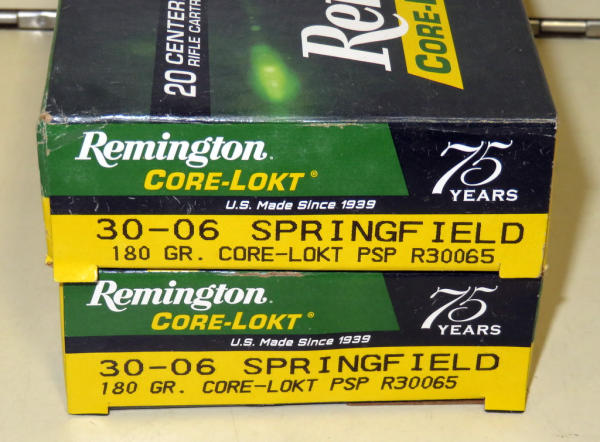 20 CENTER
RIFLE CARTR
Rem
CORE-L
Remington.
CORE-LOKT®
75
YEARS
U.S. Made Since 1939
30-06 SPRINGFIELD
180 GR. CORE-LOKT PSP R30065
Remington.
CORE-LOKT®
75
YEARS
U.S. Made Since 1939
30-06 SPRINGFIELD
180 GR. CORE-LOKT PSP R30065